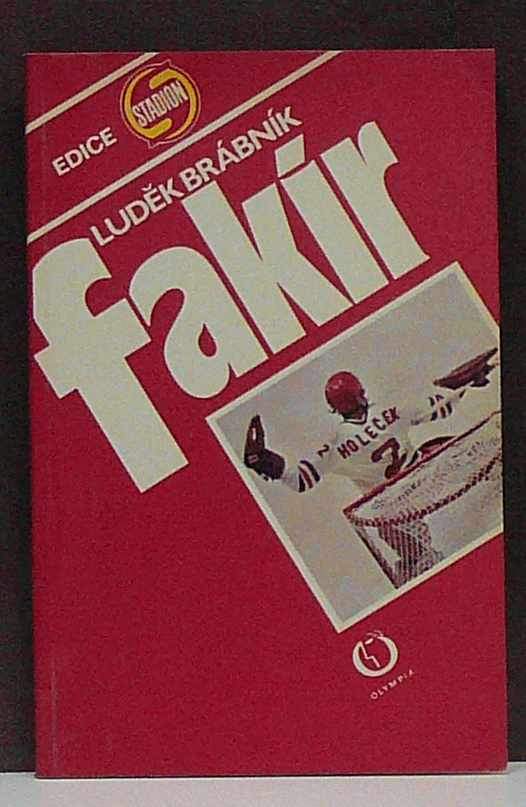 EDICE
STADION
LUDĚK BRÁBNÍK
fakír
HOLEČEK
2
OLYMPIA